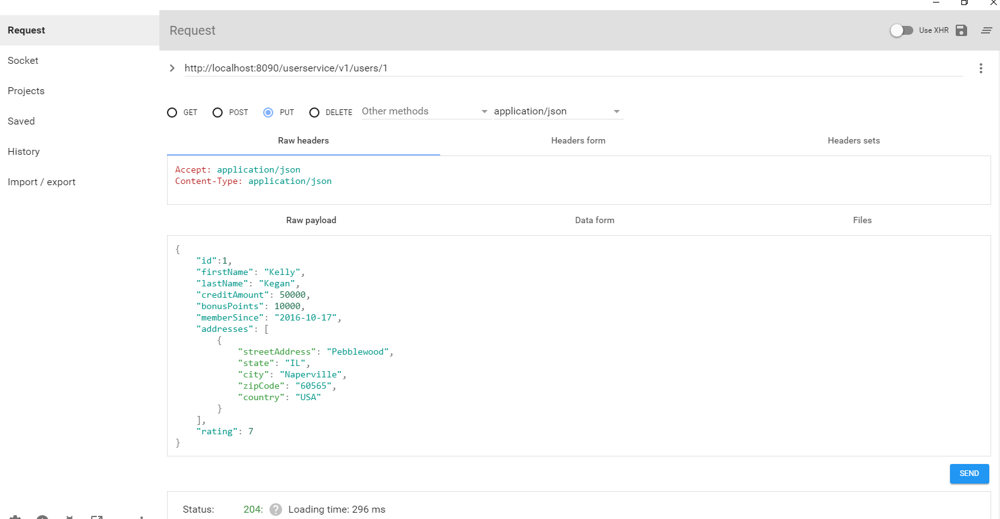 Request
Socket
Projects
Saved
History
Import / export
Request
Use XHR
http://localhost:8090/userservice/v1/users/1
GET POST PUT DELETE Other methods application/json
Raw headers Headers form Headers sets
Accept: application/json
Content-Type: application/json
Raw payload Data form Files
{
"id":1,
"firstName": "Kelly",
"lastName": "Kegan",
"creditAmount": 50000,
"bonusPoints": 10000,
"memberSince": "2016-10-17",
"addresses": [
{
"streetAddress": "Pebblewood",
"state": "IL",
"city": "Naperville",
"zipCode": "60565",
"country": "USA"
}
],
"rating": 7
}
SEND
Status: 204: ? Loading time: 296 ms